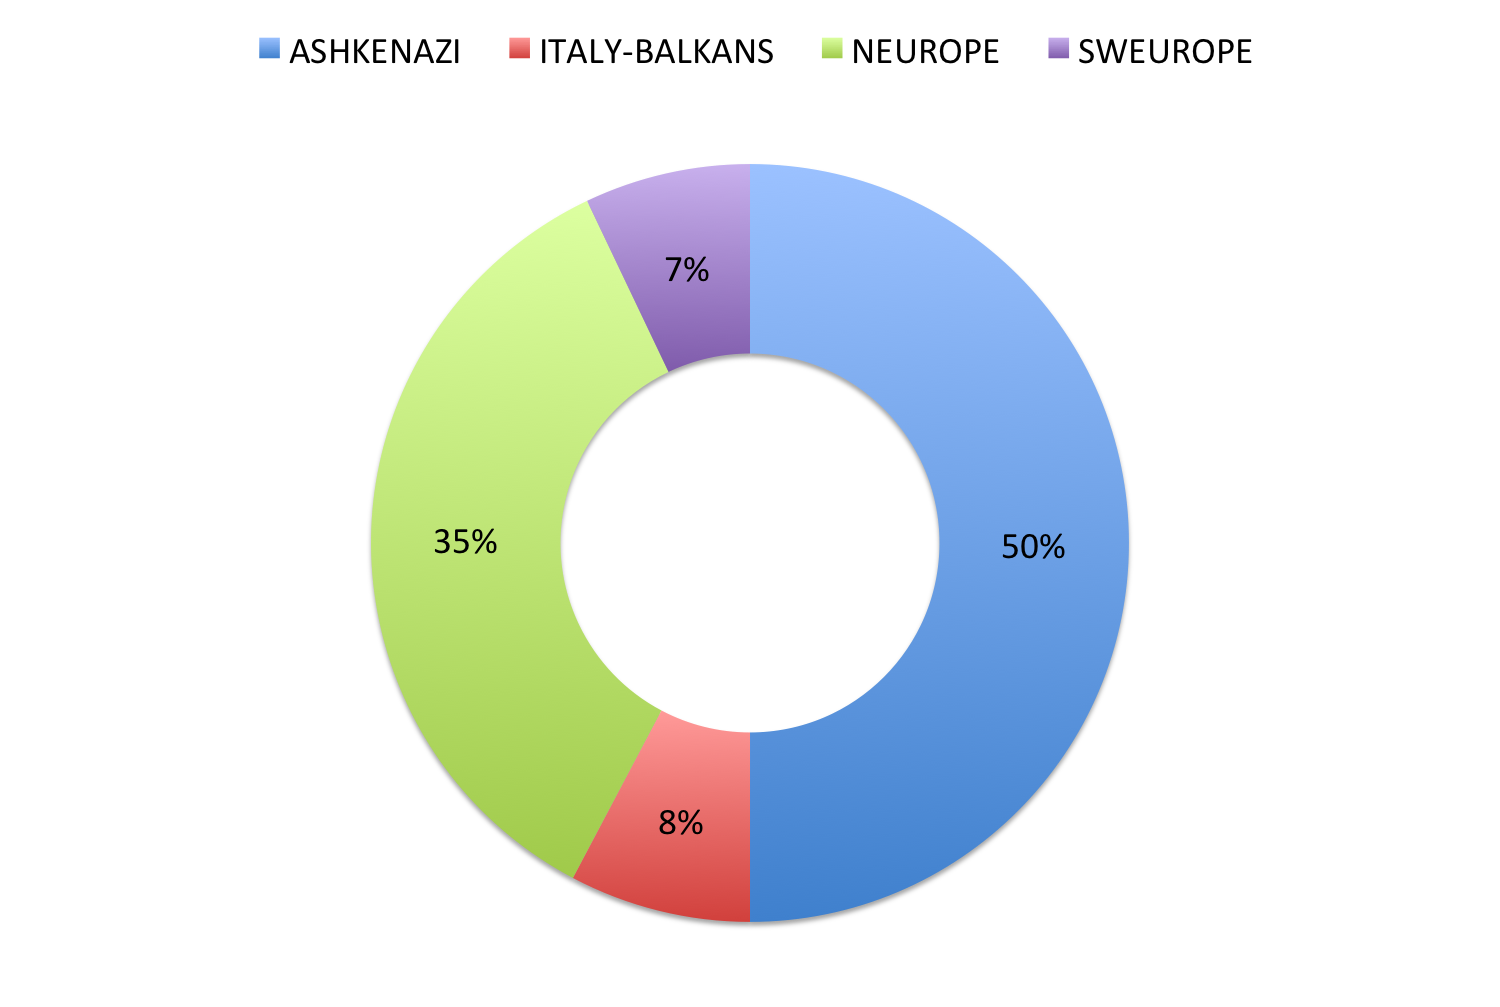 ASHKENAZI ITALY-BALKANS NEUROPE SWEUROPE
7%
35%
50%
8%